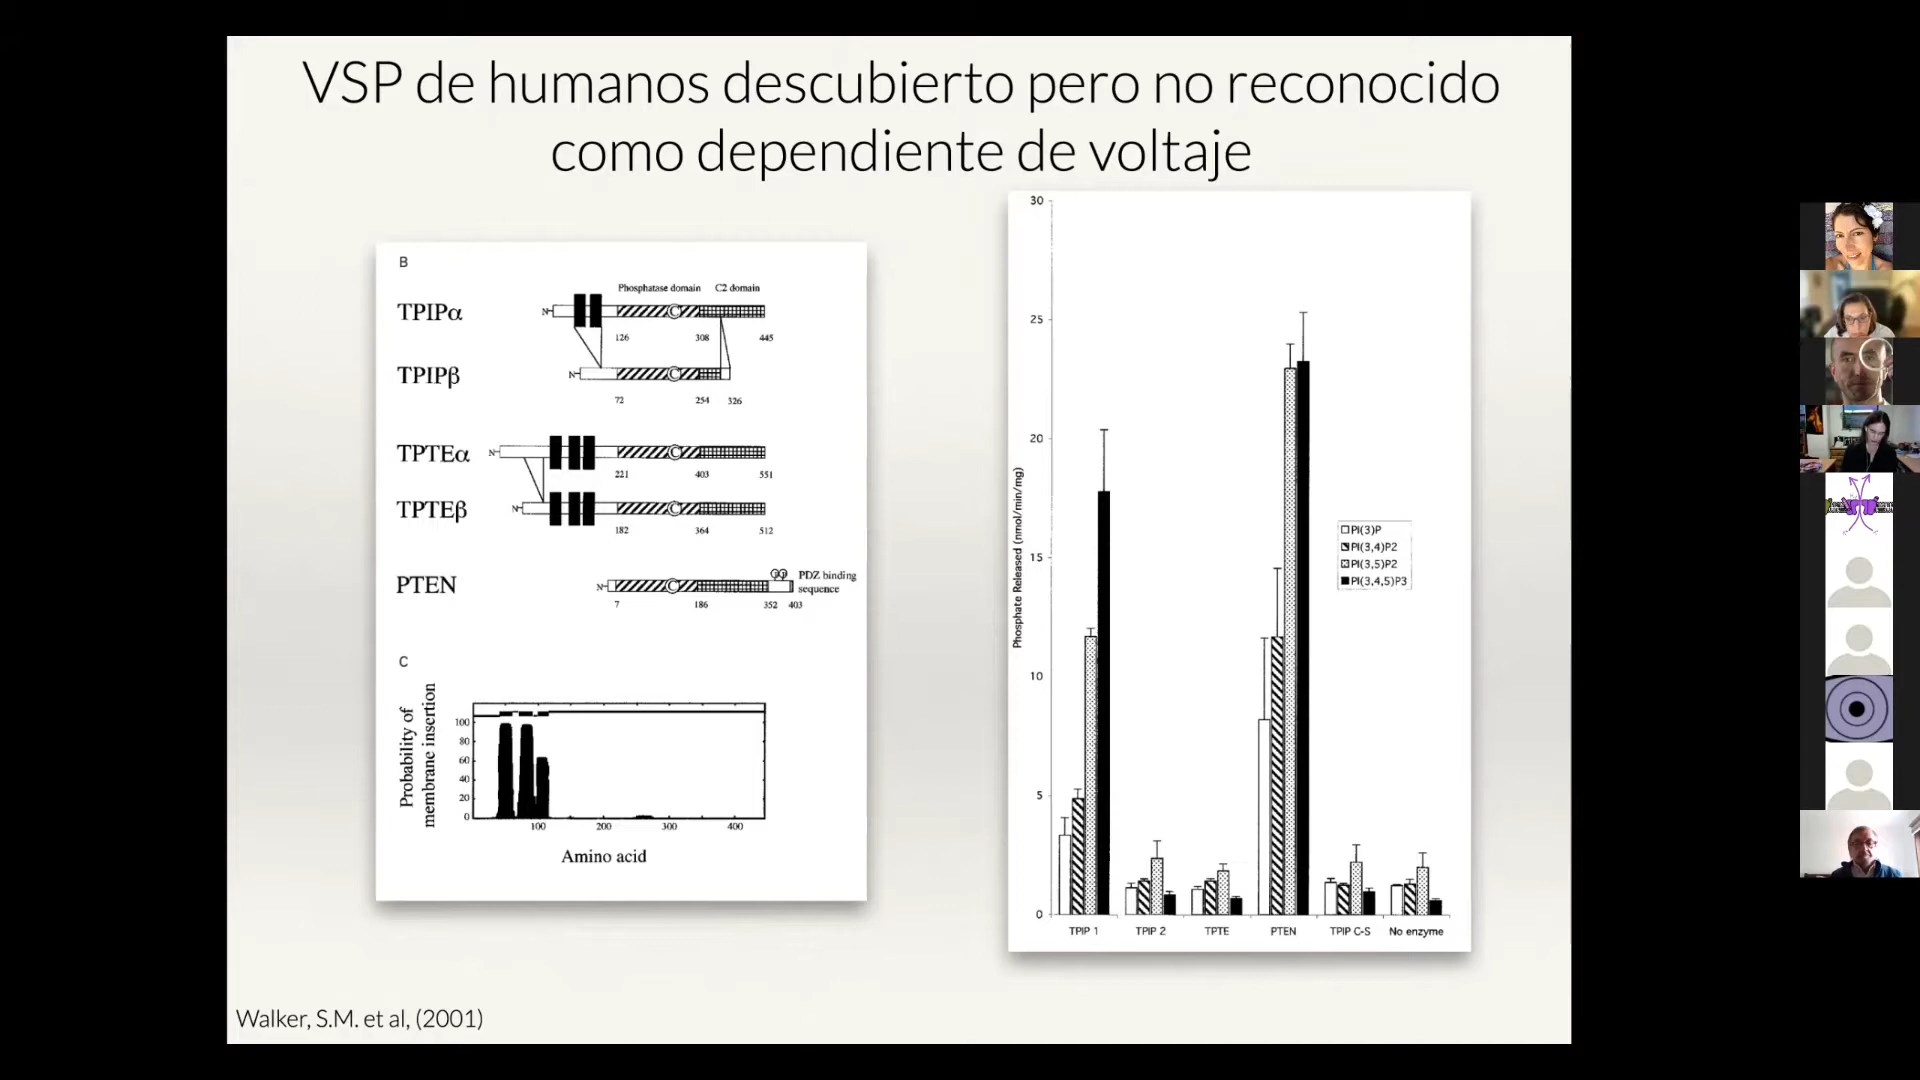 VSP de humanos descubierto pero no reconocido
como dependiente de voltaje
B
Phosphatase domain C2 domain
TPIPα
N
C
126 308 445
TPIPβ
N
C
72 254 326
TPTEα
N
C
221 403 551
TPTEβ
N
C
182 364 512
PTEN
N
C
PDZ binding
sequence
7 186 352 403
C
Probability of
membrane insertion
100
80
60
40
20
0
100 200 300 400
Amino acid
Phosphate Released (nmol/min/mg)
30
25
20
15
10
5
0
PI(3)P
PI(3,4)P2
PI(3,5)P2
PI(3,4,5)P3
TPIP 1 TPIP 2 TPTE PTEN TPIP C-S No enzyme
Walker, S.M. et al, (2001)